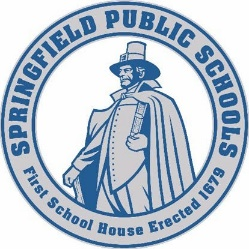 SPRINGFIELD PUBLIC SCHOOLS
First School House Erected 1679